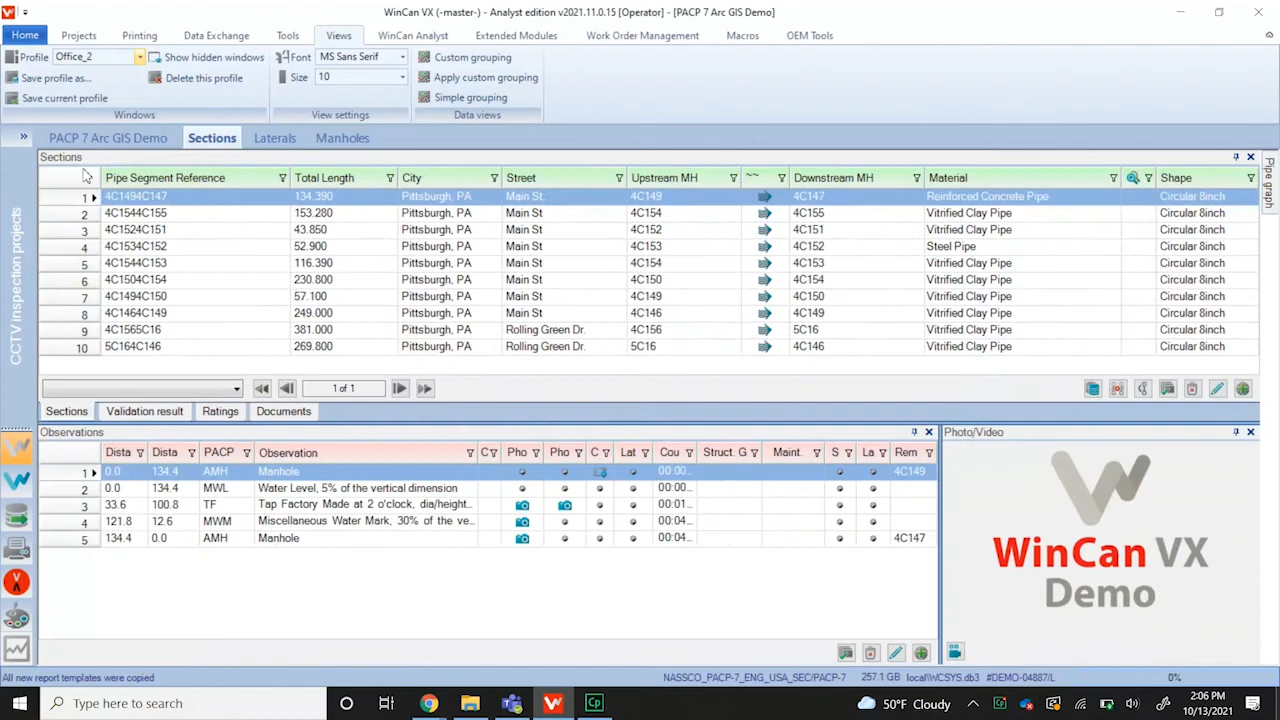 WinCan VX (-master-) - Analyst edition v2021.11.0.15 [Operator] - [PACP 7 Arc GIS Demo]
Home Projects Printing Data Exchange Tools Views WinCan Analyst Extended Modules Work Order Management Macros OEM Tools
Profile Office_2 Show hidden windows Font MS Sans Serif Custom grouping
Save profile as... Delete this profile Size 10 Apply custom grouping
Save current profile Simple grouping
Windows View settings Data views
» PACP 7 Arc GIS Demo Sections Laterals Manholes
Sections
Pipe Segment Reference Total Length City Street Upstream MH ~~ Downstream MH Material Shape
1 4C1494C147 134.390 Pittsburgh, PA Main St. 4C149 4C147 Reinforced Concrete Pipe Circular 8inch
2 4C1544C155 153.280 Pittsburgh, PA Main St 4C154 4C155 Vitrified Clay Pipe Circular 8inch
3 4C1524C151 43.850 Pittsburgh, PA Main St 4C152 4C151 Vitrified Clay Pipe Circular 8inch
4 4C1534C152 52.900 Pittsburgh, PA Main St 4C153 4C152 Steel Pipe Circular 8inch
5 4C1544C153 116.390 Pittsburgh, PA Main St 4C154 4C153 Vitrified Clay Pipe Circular 8inch
6 4C1504C154 230.800 Pittsburgh, PA Main St 4C150 4C154 Vitrified Clay Pipe Circular 8inch
7 4C1494C150 57.100 Pittsburgh, PA Main St 4C149 4C150 Vitrified Clay Pipe Circular 8inch
8 4C1464C149 249.000 Pittsburgh, PA Main St 4C146 4C149 Vitrified Clay Pipe Circular 8inch
9 4C1565C16 381.000 Pittsburgh, PA Rolling Green Dr. 4C156 5C16 Vitrified Clay Pipe Circular 8inch
10 5C164C146 269.800 Pittsburgh, PA Rolling Green Dr. 5C16 4C146 Vitrified Clay Pipe Circular 8inch
Pipe graph
CCTV inspection projects
1 of 1
Sections Validation result Ratings Documents
Observations
Dista Dista PACP Observation C Pho Pho C Lat Cou Struct. G Maint. S La Rem
1 0.0 134.4 AMH Manhole 00:00... 4C149
2 0.0 134.4 MWL Water Level, 5% of the vertical dimension 00:00...
3 33.6 100.8 TF Tap Factory Made at 2 o'clock, dia/height... 00:01...
4 121.8 12.6 MWM Miscellaneous Water Mark, 30% of the ve... 00:04...
5 134.4 0.0 AMH Manhole 00:04... 4C147
Photo/Video
WinCan VX
Demo
All new report templates were copied NASSCO_PACP-7_ENG_USA_SEC/PACP-7 257.1 GB local\WCSYS.db3 #DEMO-04887/L 0%
Type here to search
Cp
50°F Cloudy
2:06 PM
10/13/2021